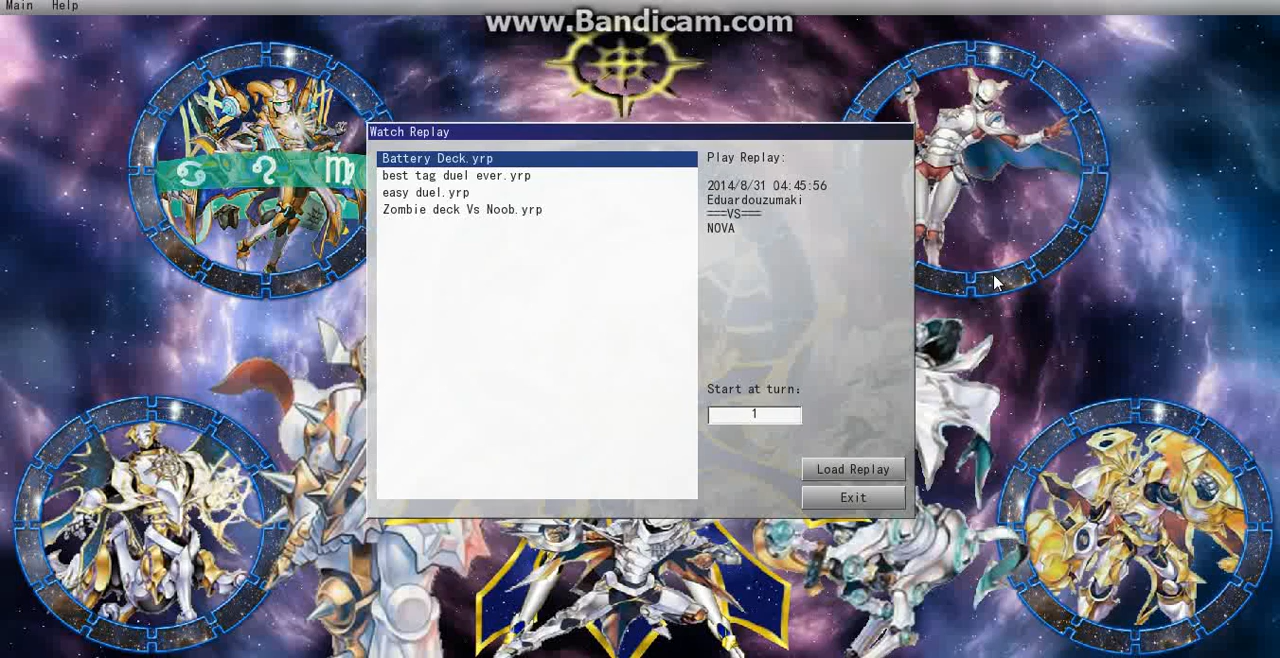 Main Help
www.Bandicam.com
Watch Replay
Battery Deck.yrp
best tag duel ever.yrp
easy duel.yrp
Zombie deck Vs Noob.yrp
Play Replay:
2014/8/31 04:45:56
Eduardouzumaki
===VS===
NOVA
Start at turn:
1
Load Replay
Exit